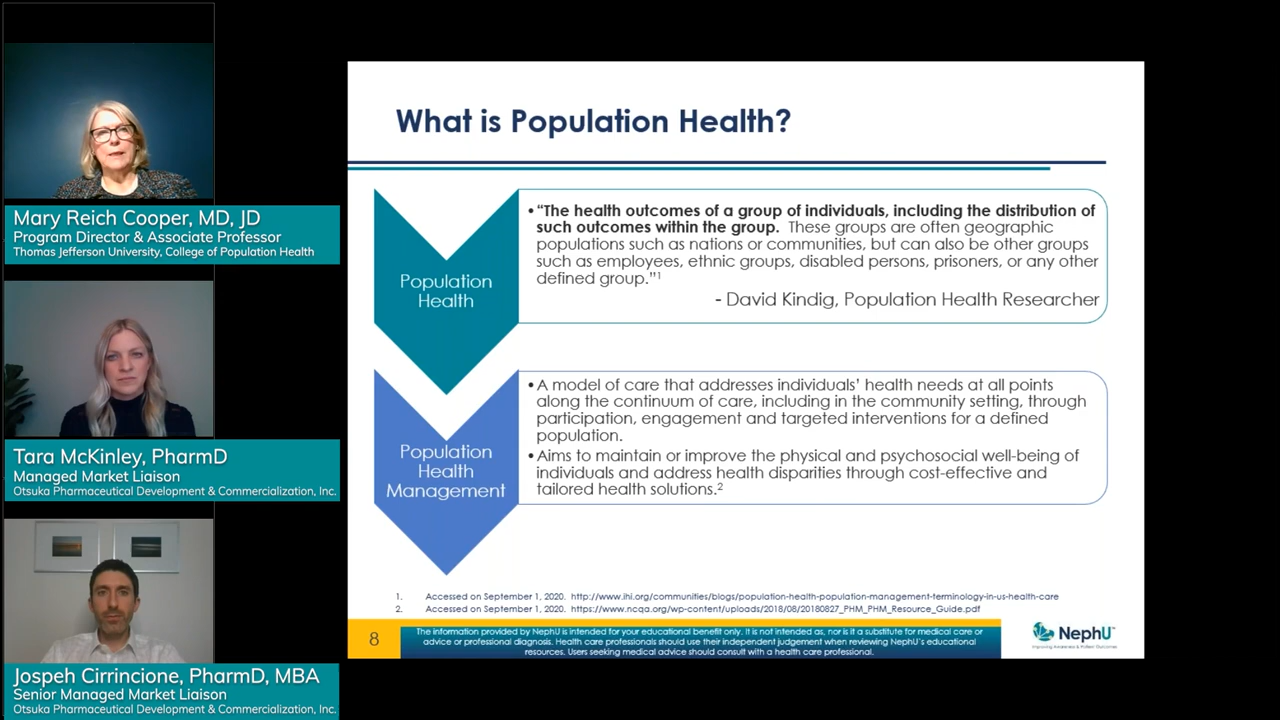 Mary Reich Cooper, MD, JD
Program Director & Associate Professor
Thomas Jefferson University, College of Population Health
Tara McKinley, PharmD
Managed Market Liaison
Otsuka Pharmaceutical Development & Commercialization, Inc.
Jospeh Cirrincione, PharmD, MBA
Senior Managed Market Liaison
Otsuka Pharmaceutical Development & Commercialization, Inc.
What is Population Health?
Population
Health
• "The health outcomes of a group of individuals, including the distribution of
such outcomes within the group. These groups are often geographic
populations such as nations or communities, but can also be other groups
such as employees, ethnic groups, disabled persons, prisoners, or any other
defined group."1
- David Kindig, Population Health Researcher
Population
Health
Management
• A model of care that addresses individuals' health needs at all points
along the continuum of care, including in the community setting, through
participation, engagement and targeted interventions for a defined
population.
• Aims to maintain or improve the physical and psychosocial well-being of
individuals and address health disparities through cost-effective and
tailored health solutions.2
1. Accessed on September 1, 2020. http://www.ihi.org/communities/blogs/population-health-population-management-terminology-in-us-health-care
2. Accessed on September 1, 2020. https://www.ncqa.org/wp-content/uploads/2018/08/20180827_PHM_PHM_Resource_Guide.pdf
8
The information provided by NephU is intended for your educational benefit only. It is not intended as, nor is it a substitute for medical care or
advice or professional diagnosis. Health care professionals should use their independent judgement when reviewing NephU's educational
resources. Users seeking medical advice should consult with a health care professional.
NephU™
Improving Awareness & Patient Outcomes